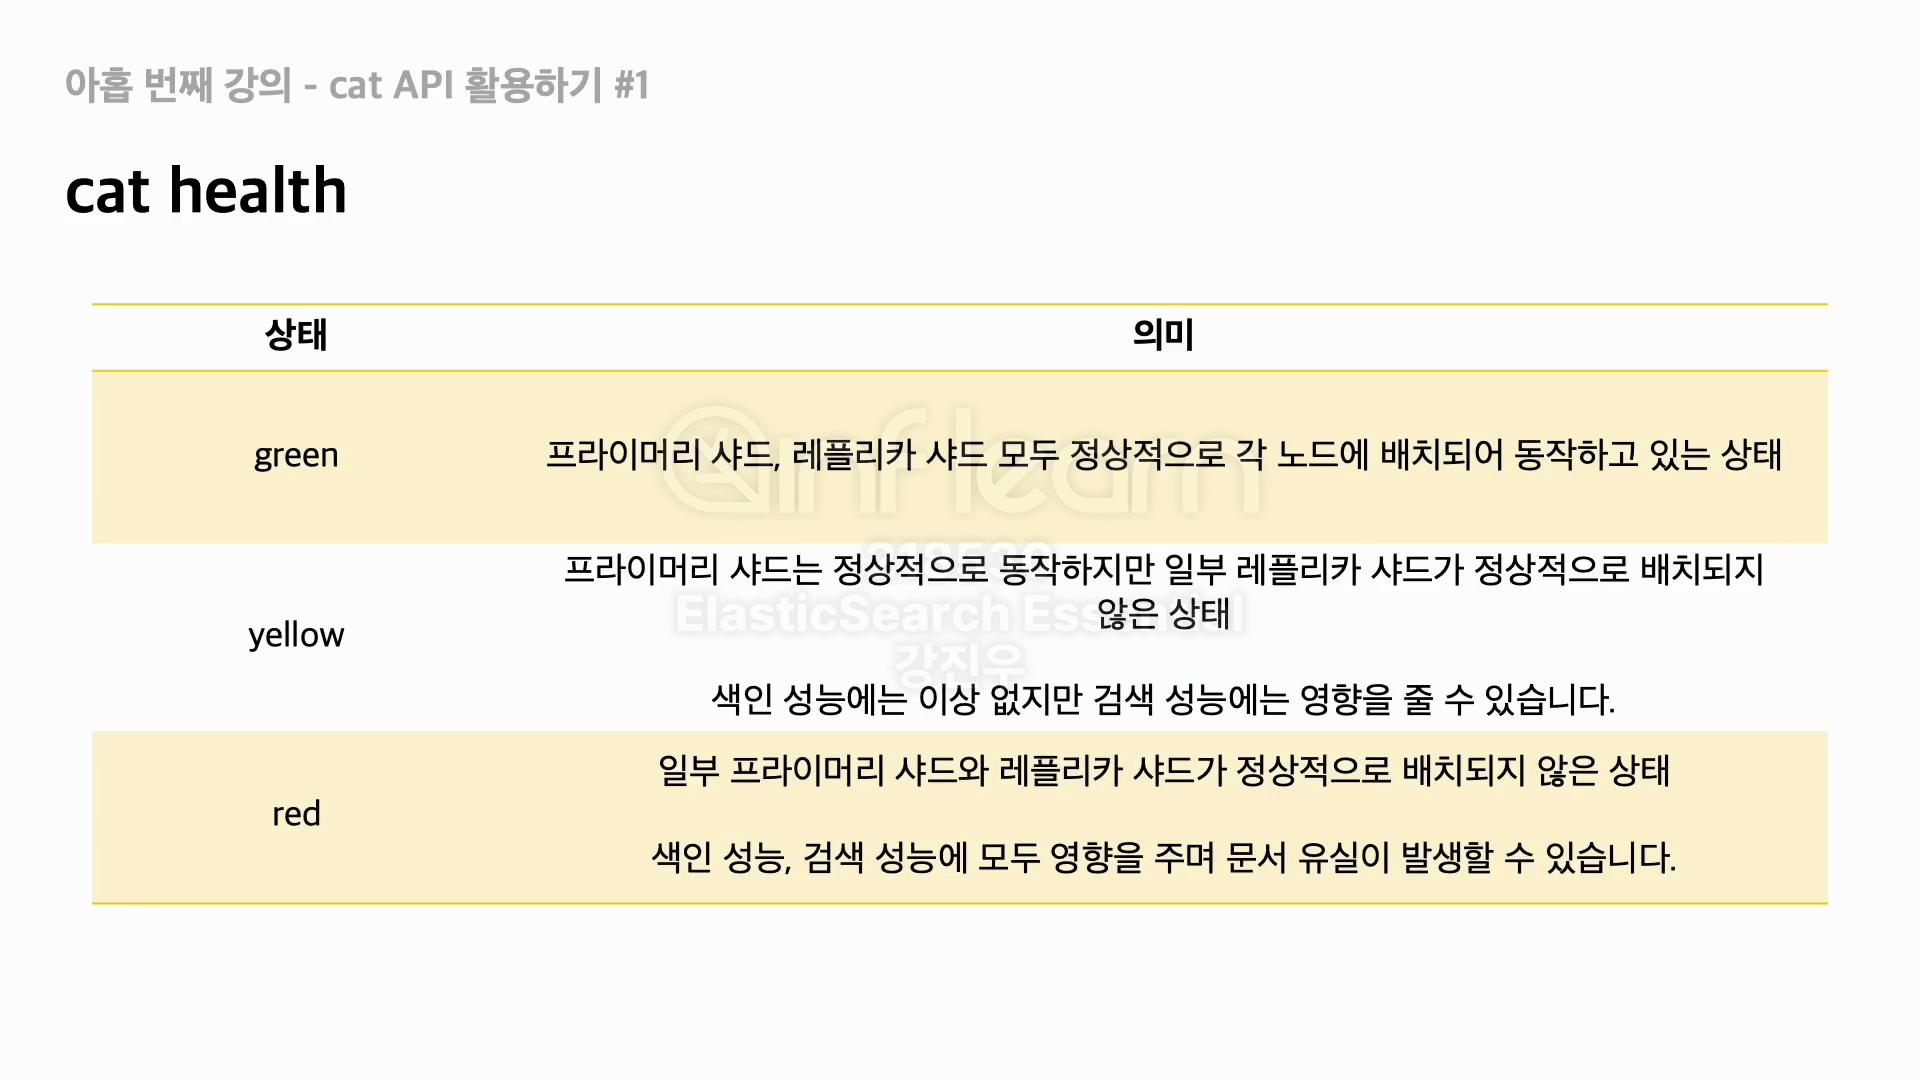 아홉 번째 강의 - cat API 활용하기 #1
cat health
상태 의미
green 프라이머리 샤드, 레플리카 샤드 모두 정상적으로 각 노드에 배치되어 동작하고 있는 상태
yellow 프라이머리 샤드는 정상적으로 동작하지만 일부 레플리카 샤드가 정상적으로 배치되지
않은 상태
색인 성능에는 이상 없지만 검색 성능에는 영향을 줄 수 있습니다.
red 일부 프라이머리 샤드와 레플리카 샤드가 정상적으로 배치되지 않은 상태
색인 성능, 검색 성능에 모두 영향을 주며 문서 유실이 발생할 수 있습니다.
inflearn
ElasticSearch Essential
강진우